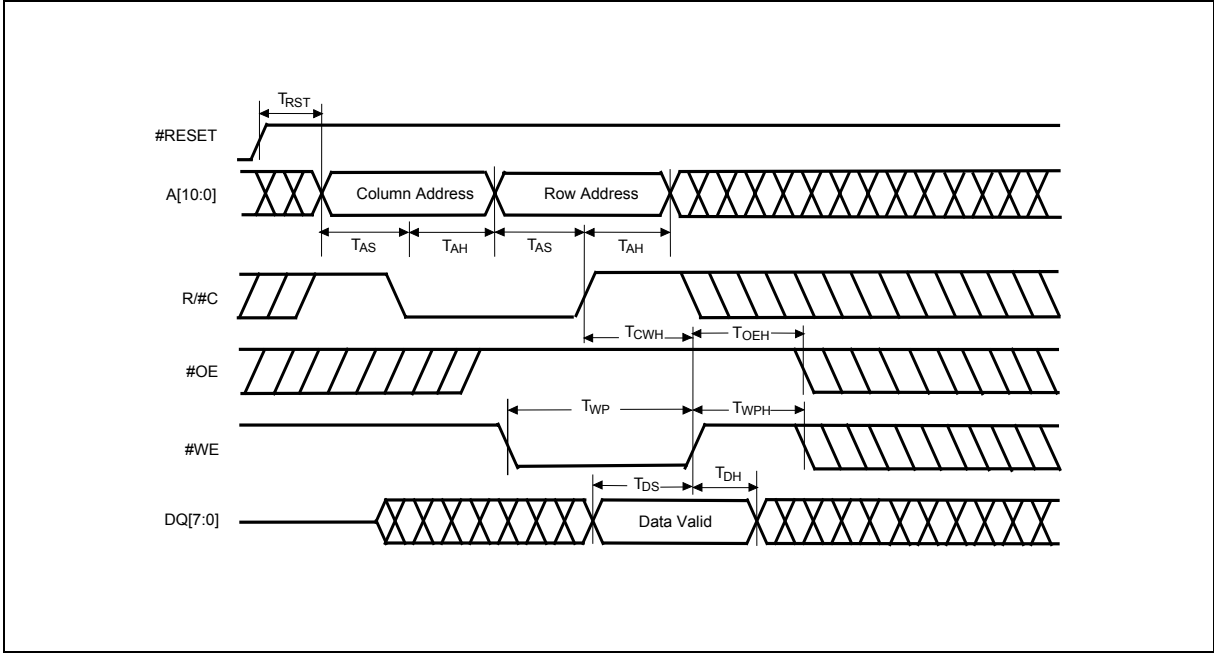 TRST
#RESET
A[10:0]
Column Address
Row Address
TAS
TAH
TAS
TAH
R/#C
TCWH
TOEH
#OE
TWP
TWPH
#WE
TDS
TDH
DQ[7:0]
Data Valid